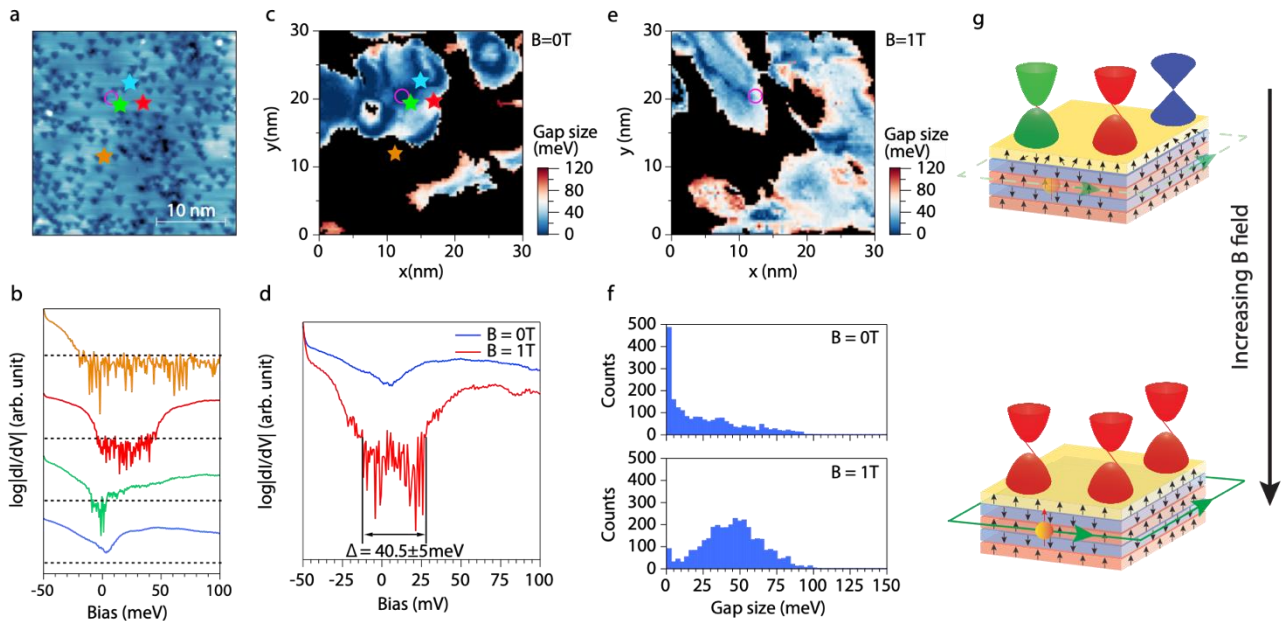 a
10 nm
b
log|dI/dV| (arb. unit)
-50
0
50
100
Bias (meV)
c
B=0T
y(nm)
30
20
10
0
0
10
20
30
x(nm)
Gap size
(meV)
120
80
40
0
d
B = 0T
B = 1T
log|dI/dV| (arb. unit)
Δ = 40.5±5meV
-50
-25
0
25
50
75
100
Bias (mV)
e
B=1T
y (nm)
30
20
10
0
0
10
20
30
x (nm)
Gap size
(meV)
120
80
40
0
f
500
400
300
200
100
0
Counts
B = 0T
500
400
300
200
100
0
Counts
B = 1T
0
25
50
75
100
125
150
Gap size (meV)
g
Increasing B field